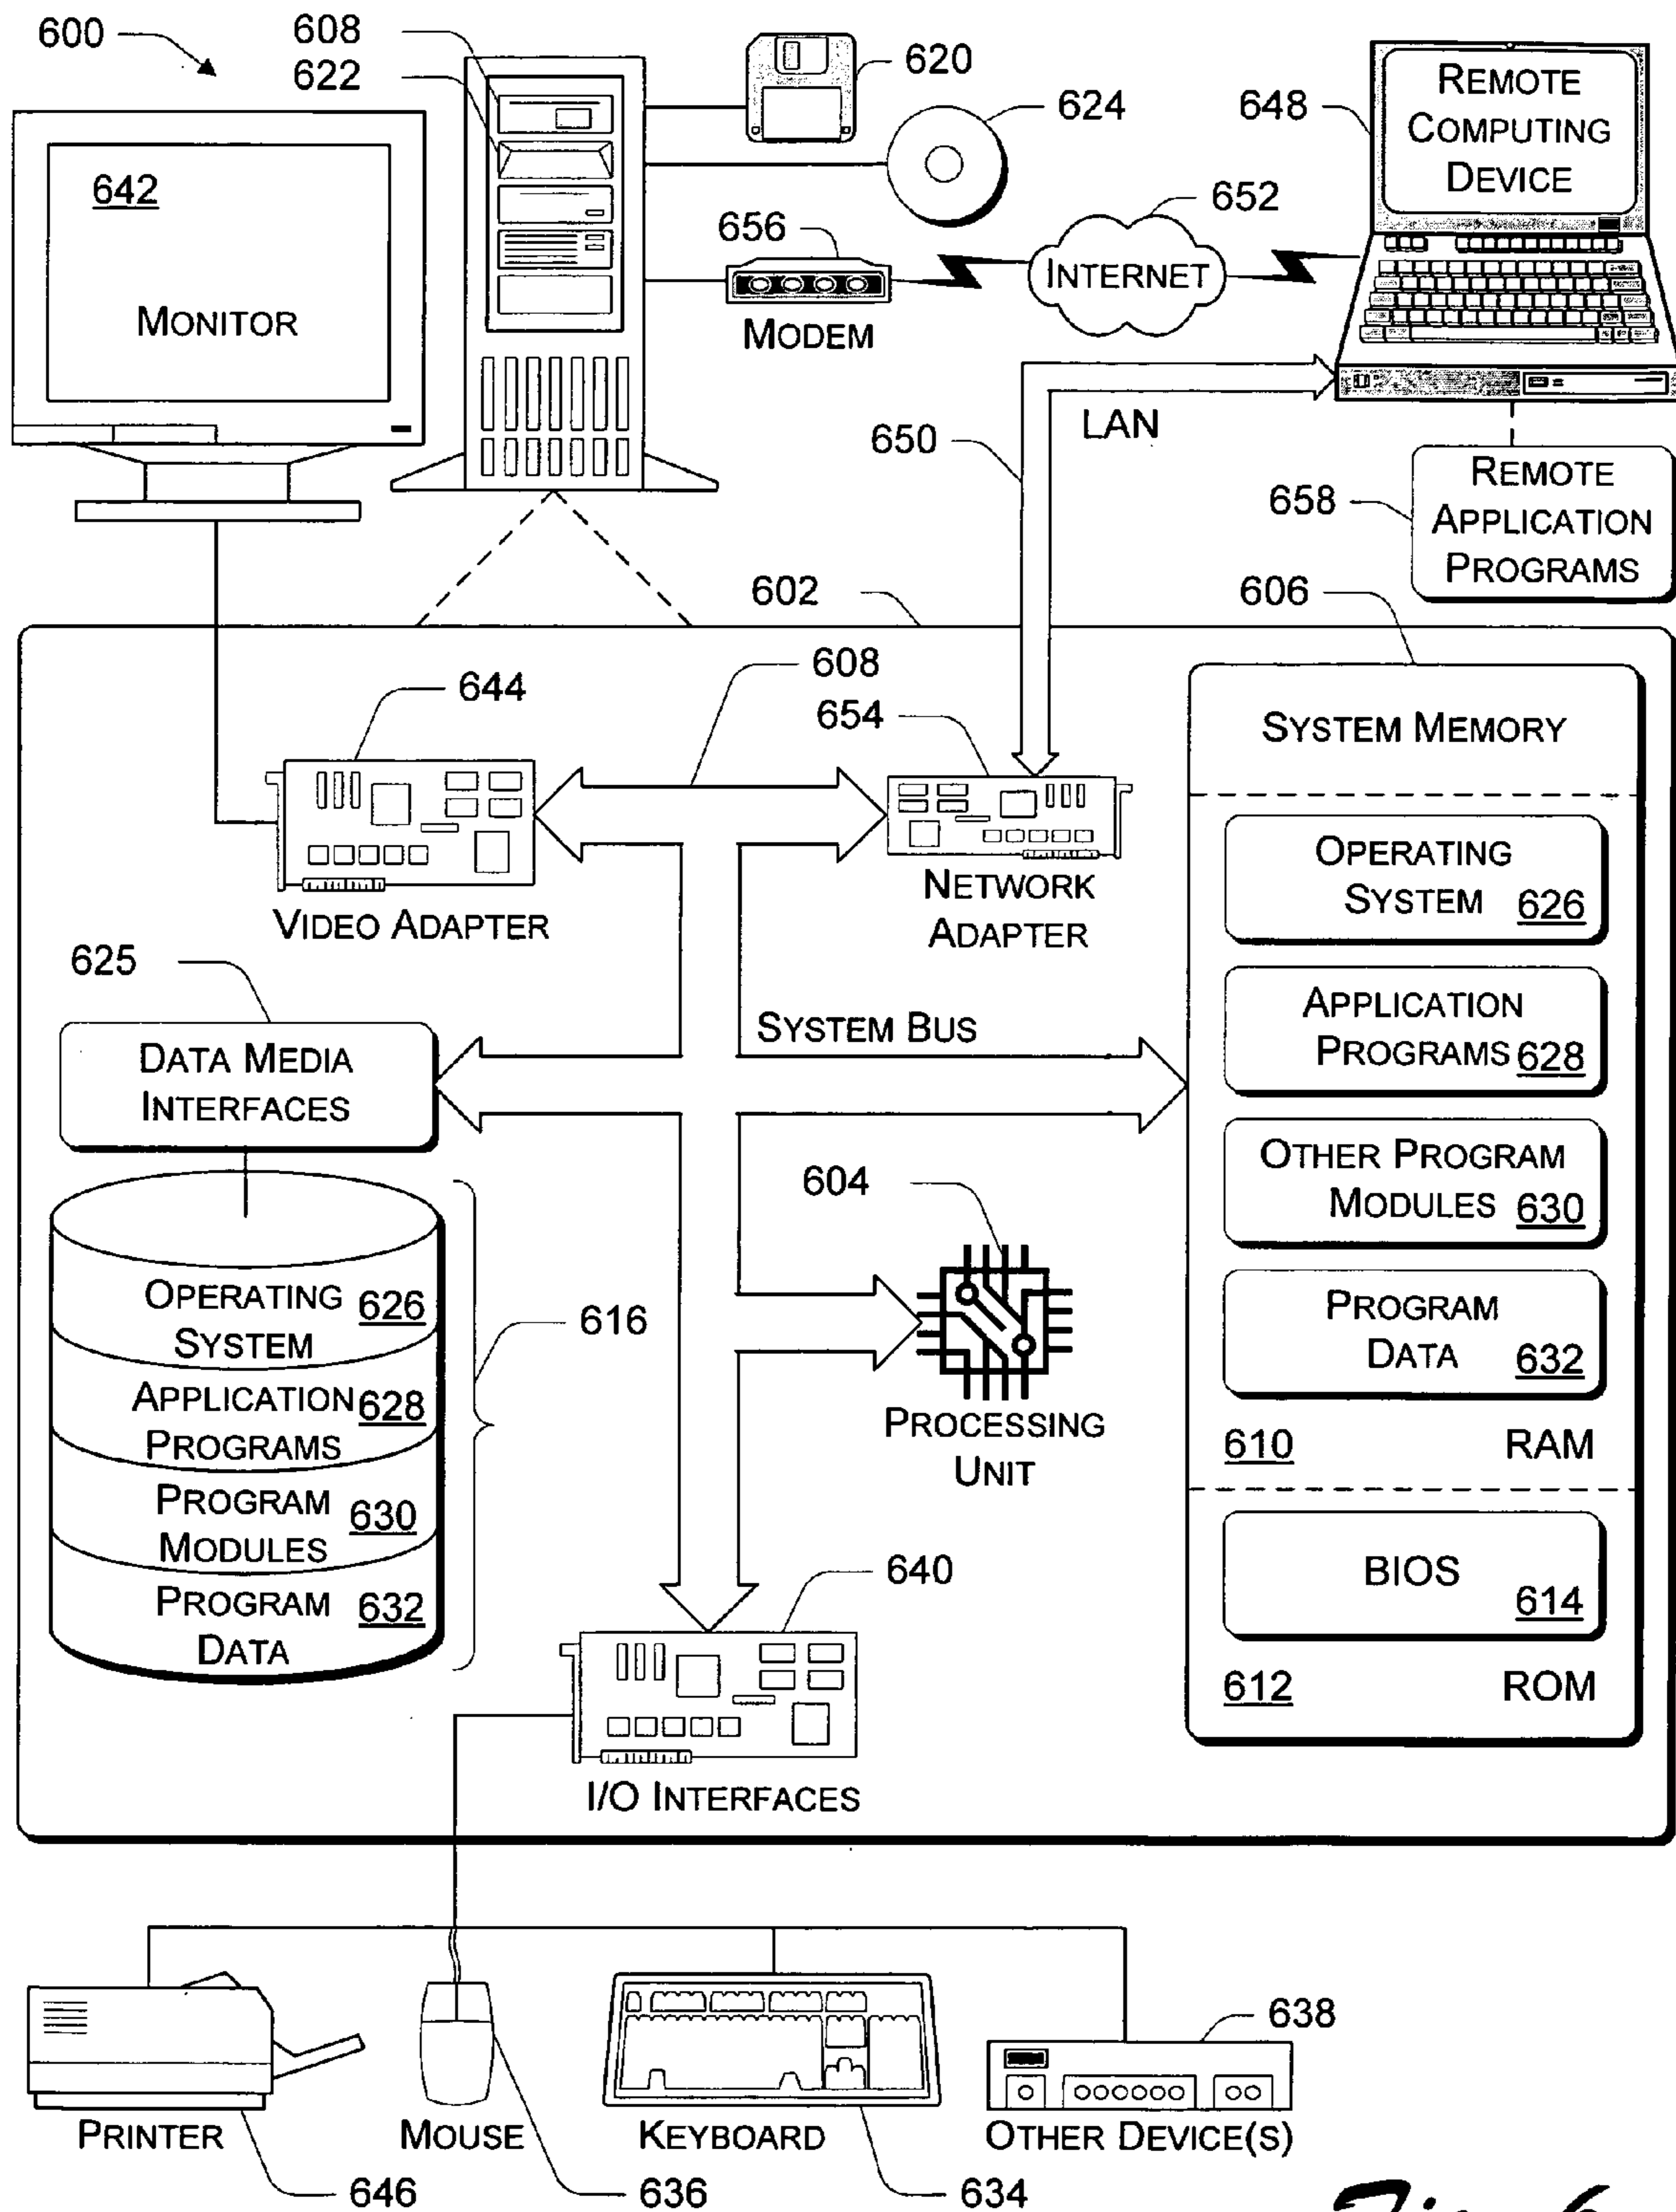 600
608
622
620
624
648
REMOTE
COMPUTING
DEVICE
642
MONITOR
656
MODEM
652
INTERNET
650
LAN
658
REMOTE
APPLICATION
PROGRAMS
602
606
644
VIDEO ADAPTER
608
654
NETWORK
ADAPTER
SYSTEM MEMORY
OPERATING
SYSTEM 626
APPLICATION
PROGRAMS 628
OTHER PROGRAM
MODULES 630
PROGRAM
DATA 632
610 RAM
BIOS
614
612 ROM
625
DATA MEDIA
INTERFACES
SYSTEM BUS
604
PROCESSING
UNIT
OPERATING 626
SYSTEM
APPLICATION 628
PROGRAMS
PROGRAM 630
MODULES
PROGRAM 632
DATA
616
640
I/O INTERFACES
PRINTER
646
MOUSE
636
KEYBOARD
634
638
OTHER DEVICE(S)
Fig. 6